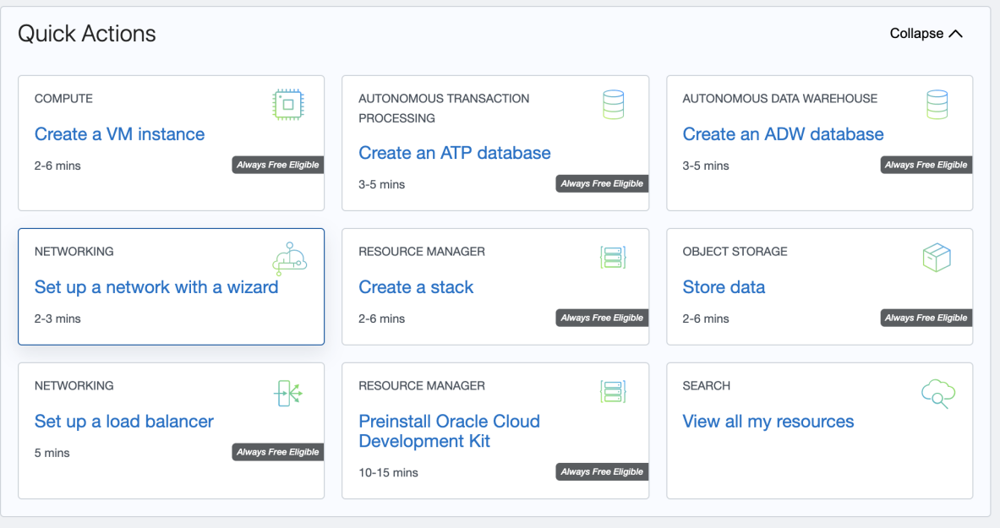 Quick Actions
Collapse
COMPUTE
Create a VM instance
2-6 mins
Always Free Eligible
AUTONOMOUS TRANSACTION
PROCESSING
Create an ATP database
3-5 mins
Always Free Eligible
AUTONOMOUS DATA WAREHOUSE
Create an ADW database
3-5 mins
Always Free Eligible
NETWORKING
Set up a network with a wizard
2-3 mins
RESOURCE MANAGER
Create a stack
2-6 mins
Always Free Eligible
OBJECT STORAGE
Store data
2-6 mins
Always Free Eligible
NETWORKING
Set up a load balancer
5 mins
Always Free Eligible
RESOURCE MANAGER
Preinstall Oracle Cloud
Development Kit
10-15 mins
Always Free Eligible
SEARCH
View all my resources